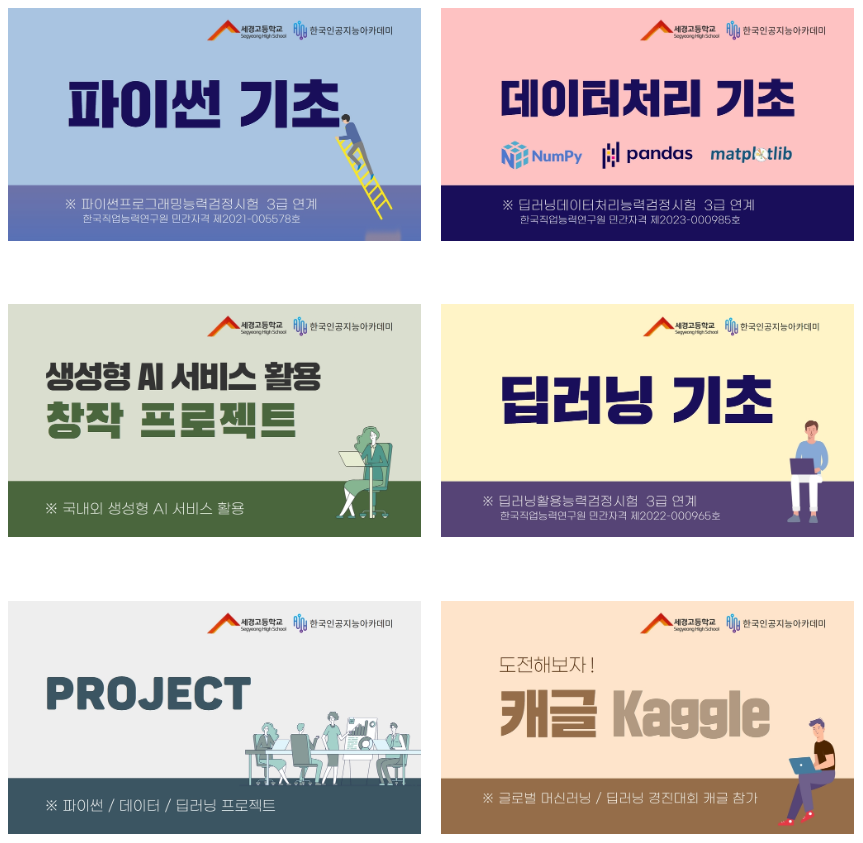 세경고등학교
Segyeong High School
한국인공지능아카데미
파이썬 기초
※ 파이썬프로그래밍능력검정시험 3급 연계
한국직업능력연구원 민간자격 제2021-005578호
세경고등학교
Segyeong High School
한국인공지능아카데미
데이터처리 기초
NumPy
pandas
matplotlib
※ 딥러닝데이터처리능력검정시험 3급 연계
한국직업능력연구원 민간자격 제2023-000985호
세경고등학교
Segyeong High School
한국인공지능아카데미
생성형 AI 서비스 활용
창작 프로젝트
※ 국내외 생성형 AI 서비스 활용
세경고등학교
Segyeong High School
한국인공지능아카데미
딥러닝 기초
※ 딥러닝활용능력검정시험 3급 연계
한국직업능력연구원 민간자격 제2022-000965호
세경고등학교
Segyeong High School
한국인공지능아카데미
PROJECT
※ 파이썬 / 데이터 / 딥러닝 프로젝트
세경고등학교
Segyeong High School
한국인공지능아카데미
도전해보자 !
캐글 Kaggle
※ 글로벌 머신러닝 / 딥러닝 경진대회 캐글 참가